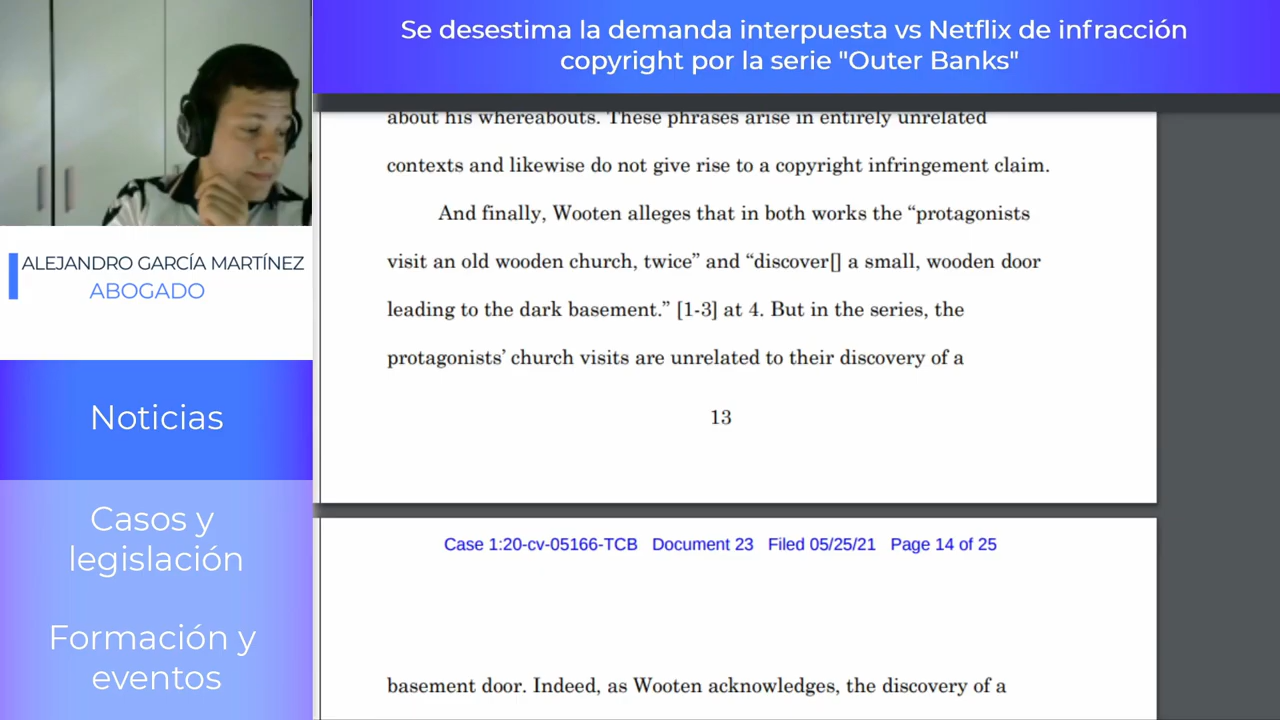 Se desestima la demanda interpuesta vs Netflix de infracción
copyright por la serie "Outer Banks"
ALEJANDRO GARCÍA MARTÍNEZ
ABOGADO
Noticias
Casos y
legislación
Formación y
eventos
about his whereabouts. These phrases arise in entirely unrelated
contexts and likewise do not give rise to a copyright infringement claim.
And finally, Wooten alleges that in both works the “protagonists
visit an old wooden church, twice” and “discover[] a small, wooden door
leading to the dark basement.” [1-3] at 4. But in the series, the
protagonists’ church visits are unrelated to their discovery of a
13
Case 1:20-cv-05166-TCB Document 23 Filed 05/25/21 Page 14 of 25
basement door. Indeed, as Wooten acknowledges, the discovery of a